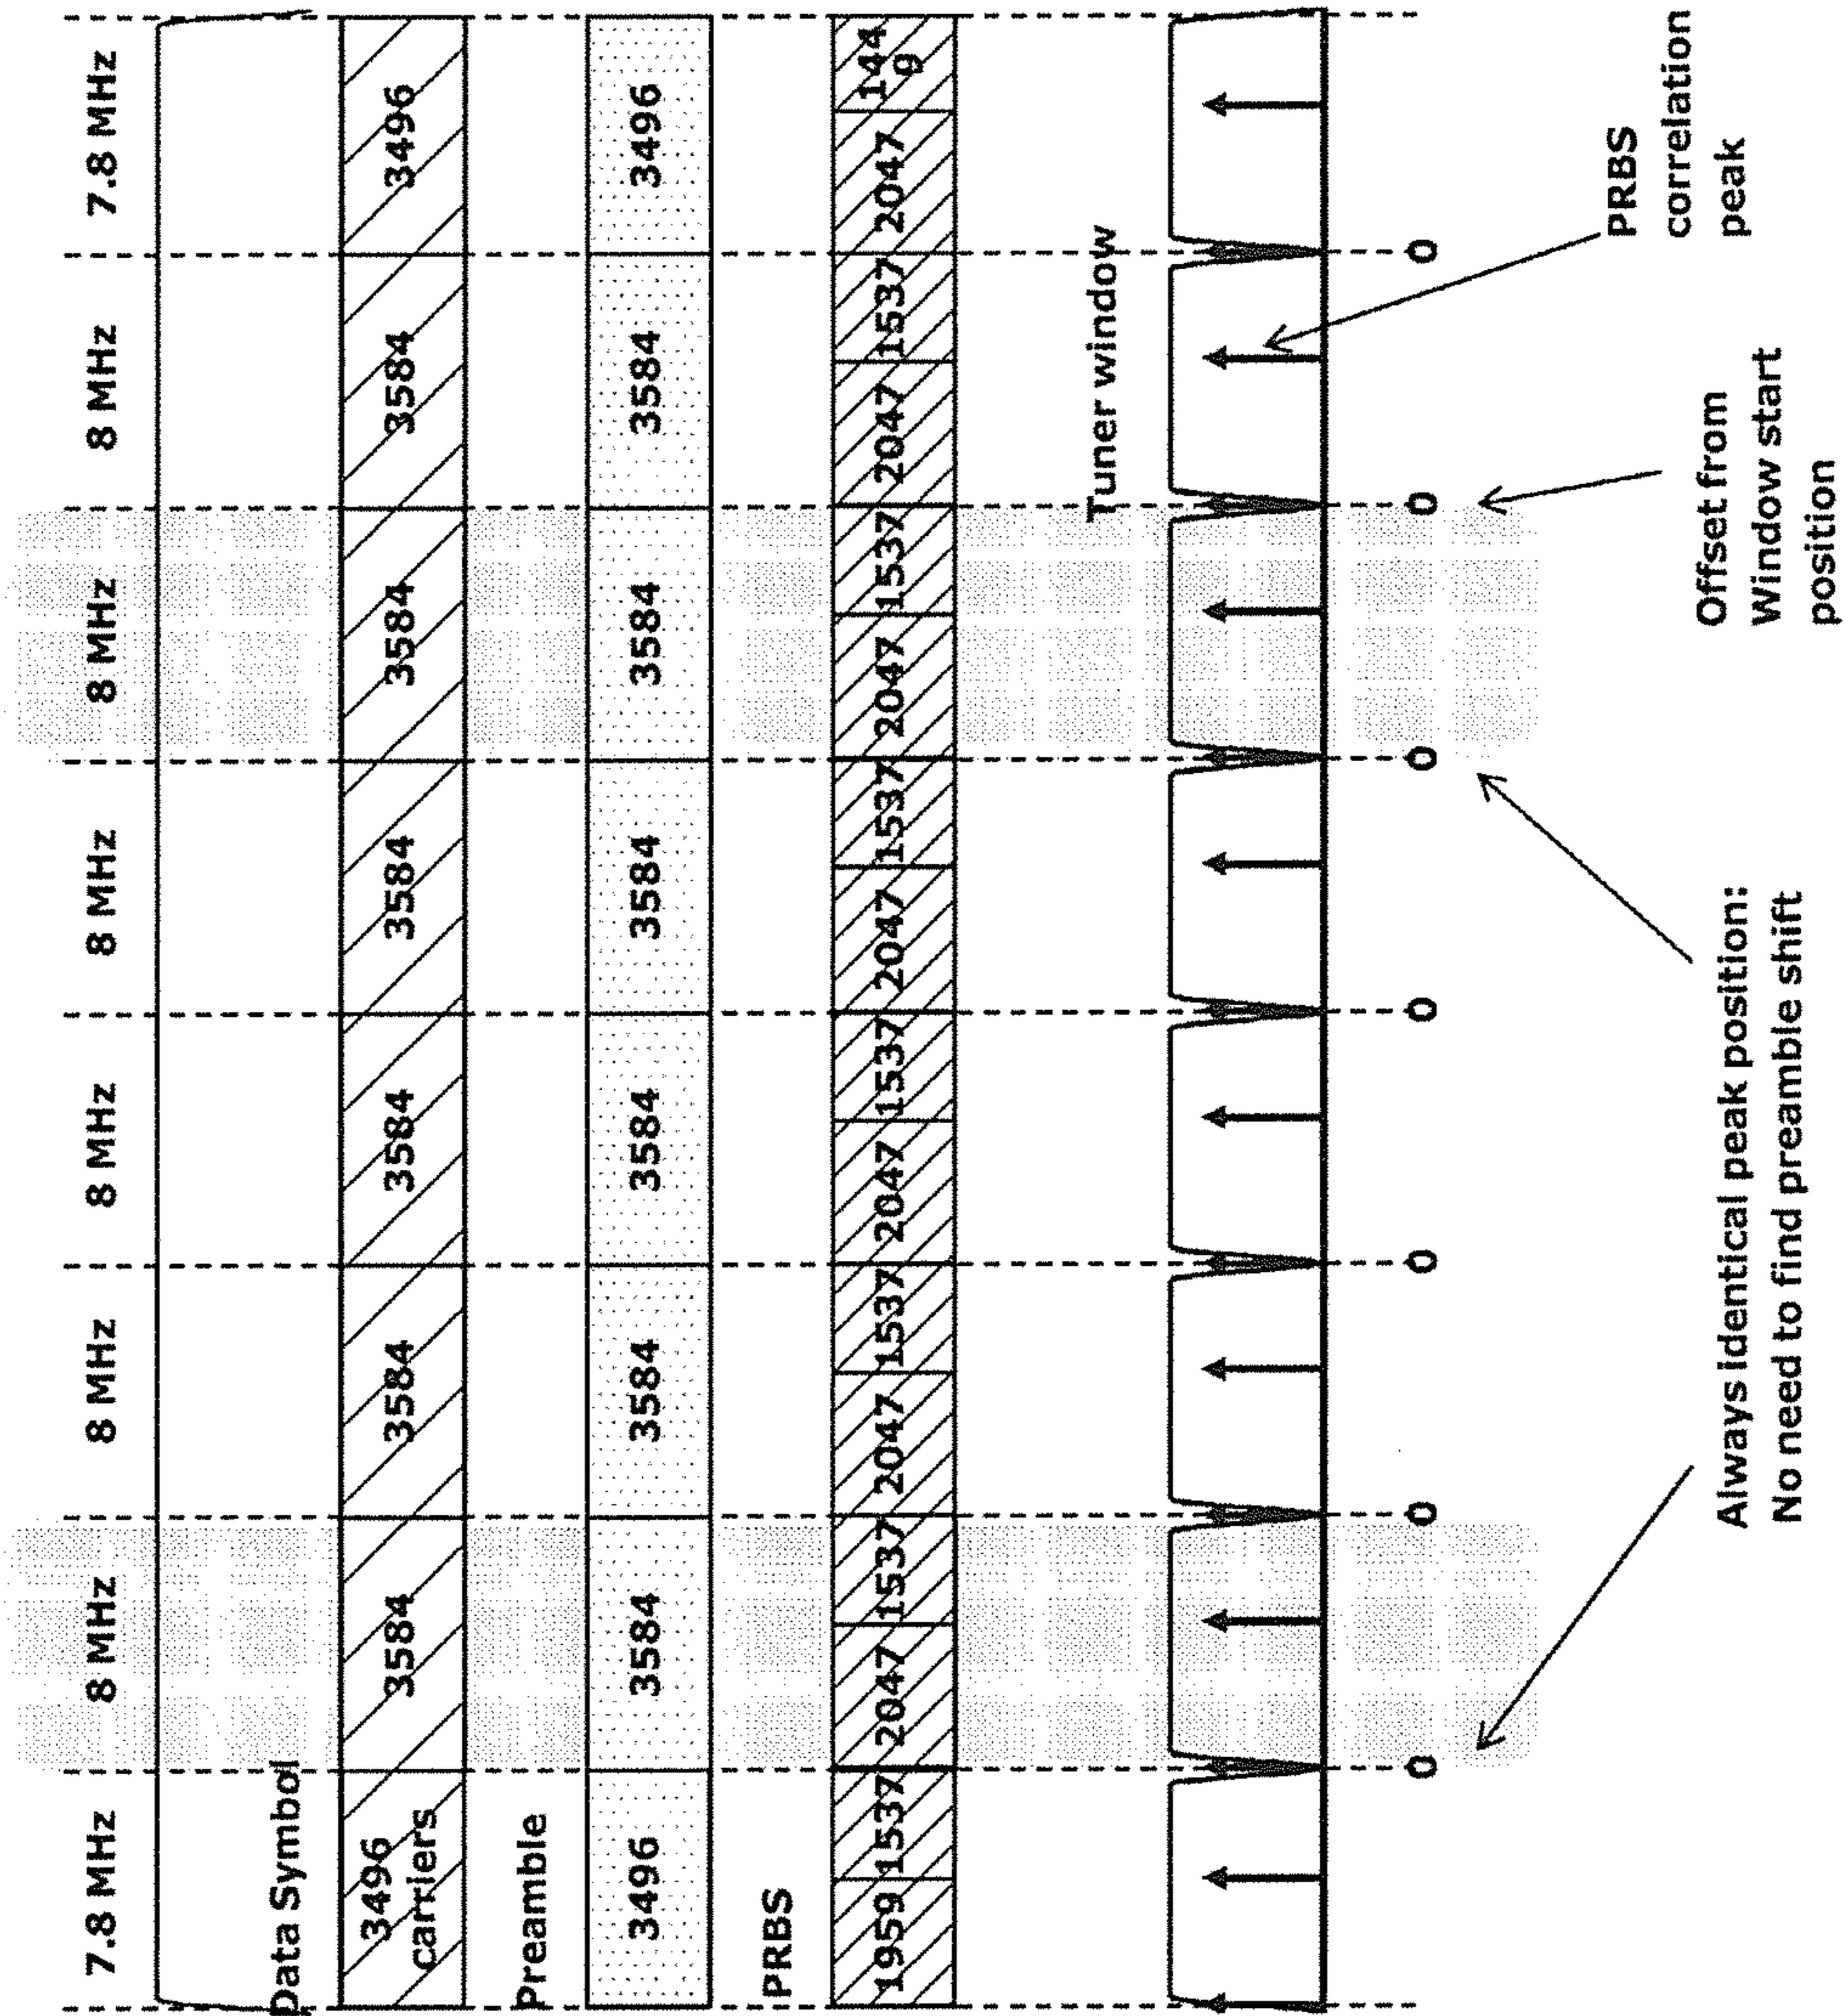 7.8 MHz 8 MHz 8 MHz 8 MHz 8 MHz 8 MHz 8 MHz 7.8 MHz
Data Symbol
3496 3584 3584 3584 3584 3584 3584 3496
carriers
Preamble
3496 3584 3584 3584 3584 3584 3584 3496
PRBS
1959 1537 2047 1537 2047 1537 2047 1537 2047 1537 2047 1537 2047 1537 2047 144
9
Tuner window
0 0 0 0 0 0 0
PRBS
correlation
peak
Offset from
Window start
position
Always identical peak position:
No need to find preamble shift